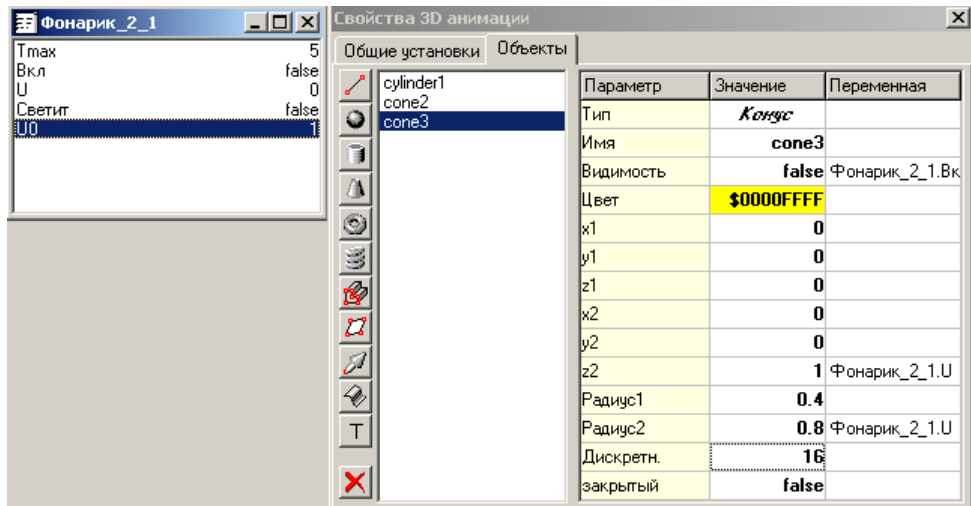 Фонарик_2_1
Tmax 5
Вкл false
U 0
Светит false
U0 1
Свойства 3D анимации
Общие установки Объекты
cylinder1
cone2
cone3
T
Параметр Значение Переменная
Тип Конус
Имя cone3
Видимость false Фонарик_2_1.Вк
Цвет $0000FFFF
x1 0
y1 0
z1 0
x2 0
y2 0
z2 1 Фонарик_2_1.U
Радиус1 0.4
Радиус2 0.8 Фонарик_2_1.U
Дискретн. 16
закрытый false